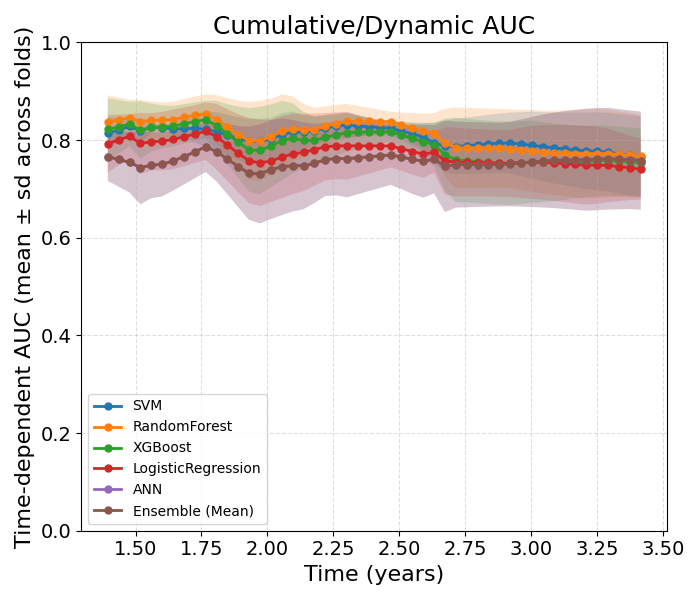 Cumulative/Dynamic AUC
Time-dependent AUC (mean ± sd across folds)
1.0
0.8
0.6
0.4
0.2
0.0
SVM
RandomForest
XGBoost
LogisticRegression
ANN
Ensemble (Mean)
1.50 1.75 2.00 2.25 2.50 2.75 3.00 3.25 3.50
Time (years)